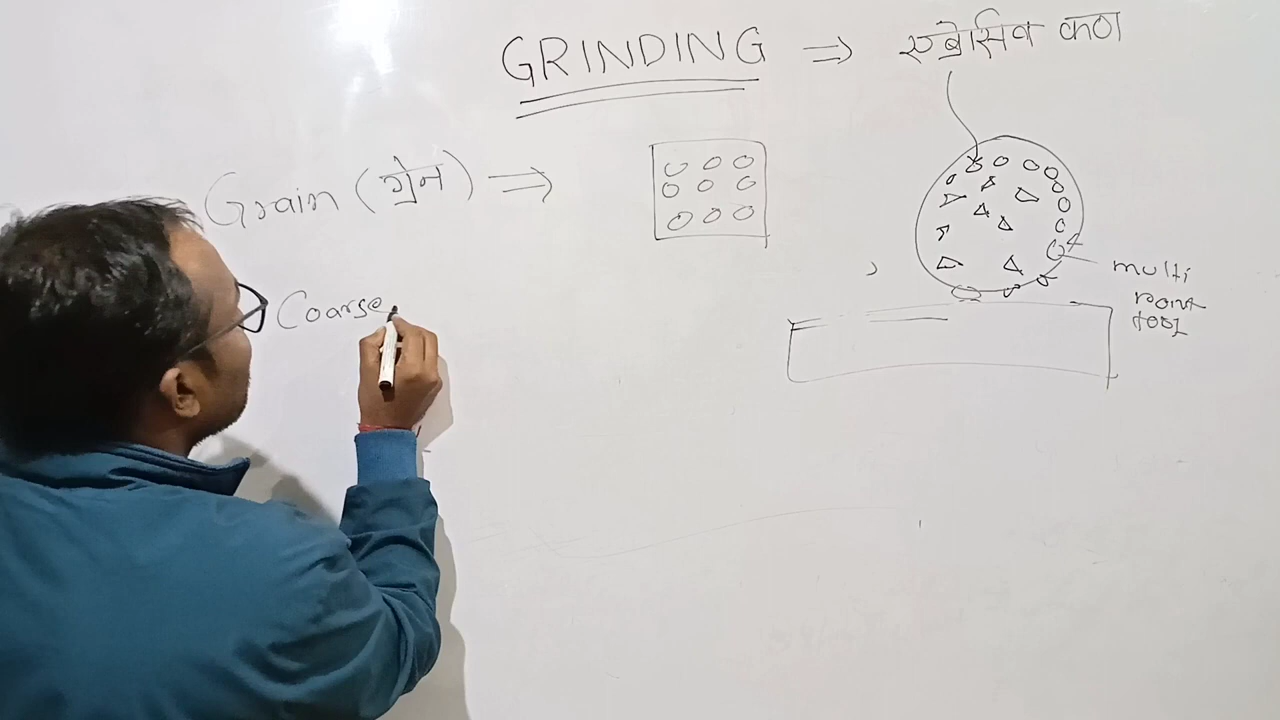 GRINDING ⇒ एब्रेसिव कण
Grain (ग्रेन) ⇒
Coarse
multi
point
tool